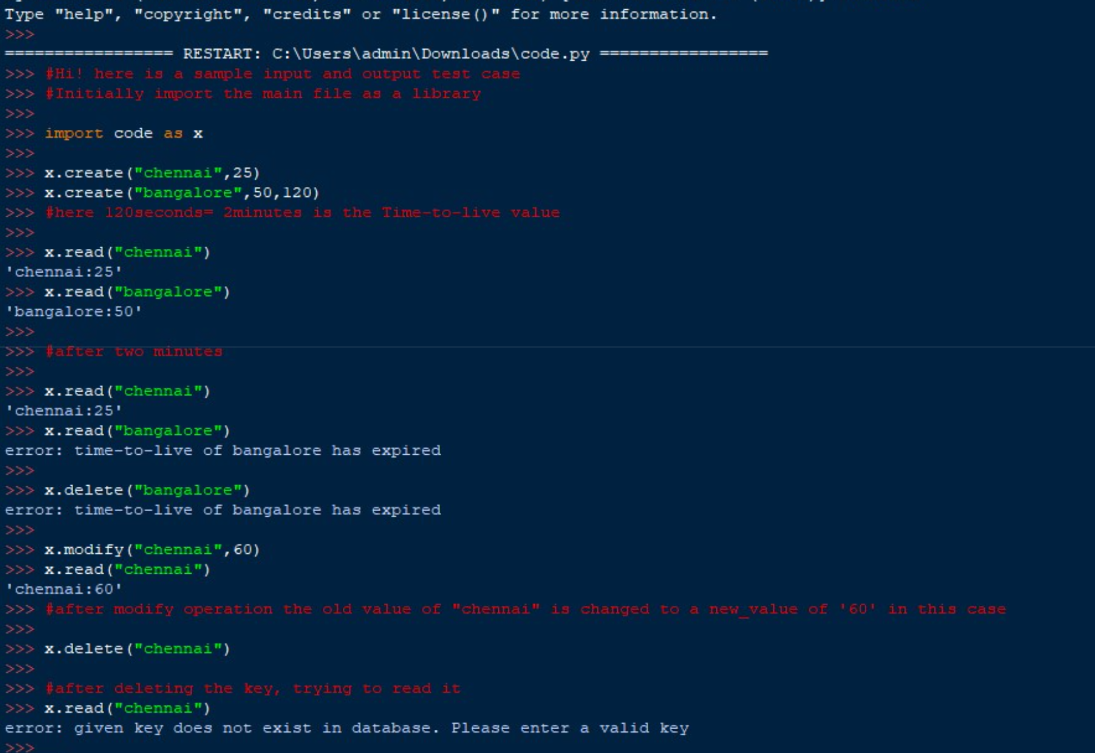 Type "help", "copyright", "credits" or "license()" for more information.
>>>
================= RESTART: C:\Users\admin\Downloads\code.py =================
>>> #Hi! here is a sample input and output test case
>>> #Initially import the main file as a library
>>>
>>> import code as x
>>>
>>> x.create("chennai",25)
>>> x.create("bangalore",50,120)
>>> #here 120seconds= 2minutes is the Time-to-live value
>>>
>>> x.read("chennai")
'chennai:25'
>>> x.read("bangalore")
'bangalore:50'
>>>
>>> #after two minutes
>>>
>>> x.read("chennai")
'chennai:25'
>>> x.read("bangalore")
error: time-to-live of bangalore has expired
>>>
>>> x.delete("bangalore")
error: time-to-live of bangalore has expired
>>>
>>> x.modify("chennai",60)
>>> x.read("chennai")
'chennai:60'
>>> #after modify operation the old value of "chennai" is changed to a new_value of '60' in this case
>>>
>>> x.delete("chennai")
>>>
>>> #after deleting the key, trying to read it
>>> x.read("chennai")
error: given key does not exist in database. Please enter a valid key
>>>